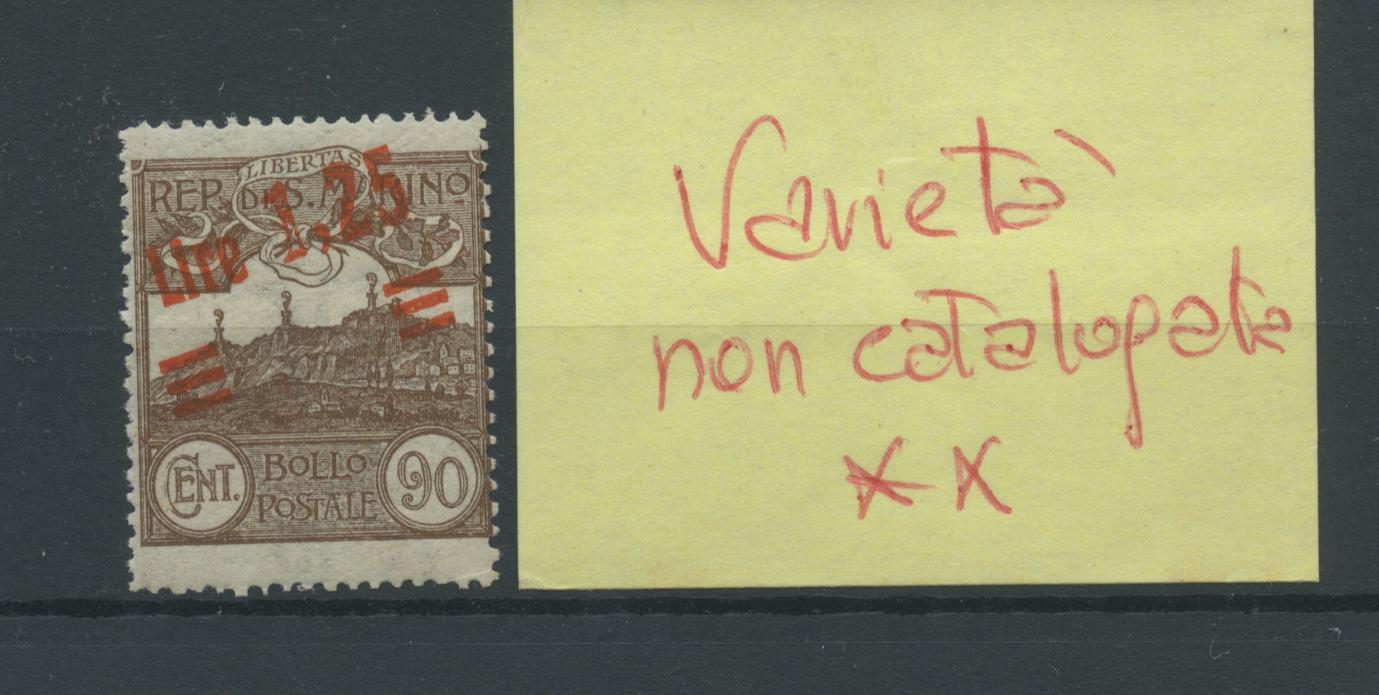 LIBERTAS
REP. DI S. MARINO
Lire 1,25
CENT. BOLLO POSTALE 90
Varietà
non catalogata
**